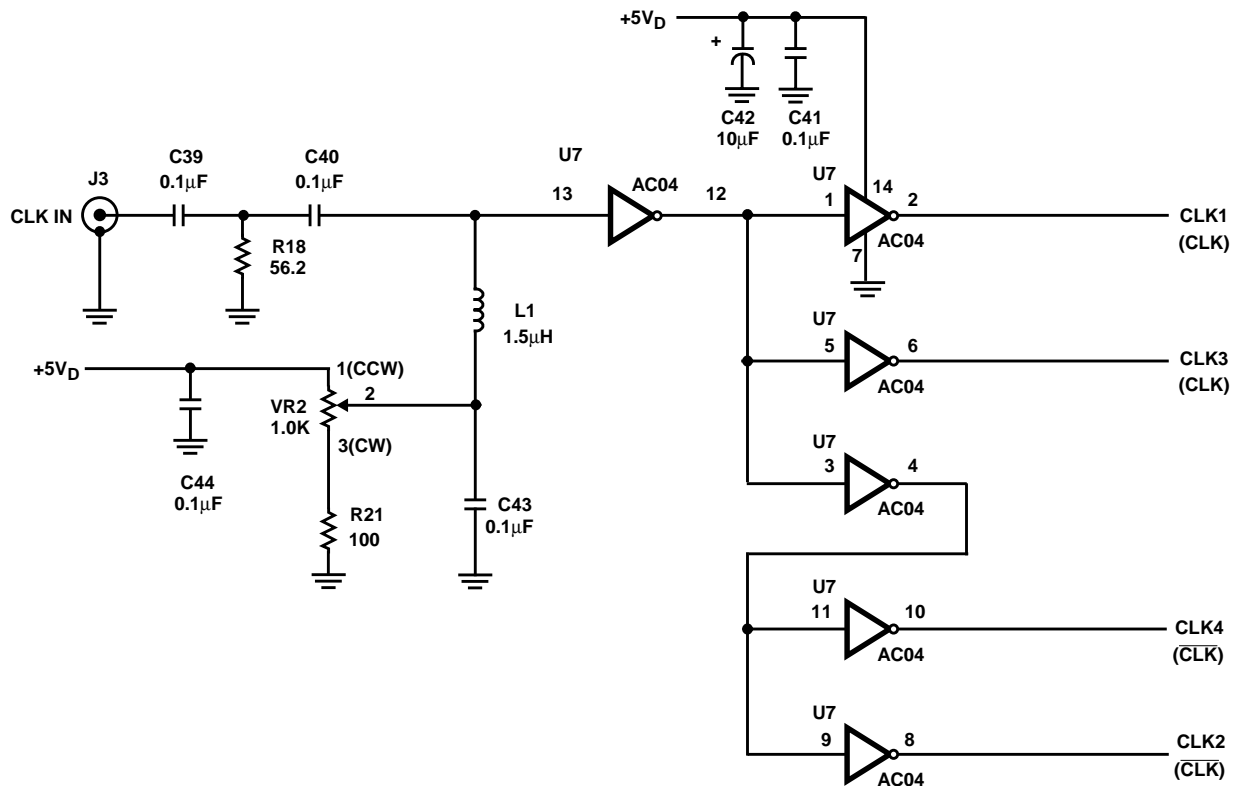 +5VD
+
C42
10μF
C41
0.1μF
C39
0.1μF
C40
0.1μF
U7
U7
J3
13
AC04
12
14
1
2
CLK IN
CLK1
(CLK)
AC04
7
R18
56.2
L1
1.5μH
U7
5
6
CLK3
(CLK)
AC04
+5VD
1(CCW)
2
VR2
1.0K
3(CW)
U7
3
4
AC04
C44
0.1μF
C43
0.1μF
R21
100
U7
11
10
CLK4
(C̅L̅K̅)
AC04
U7
9
8
CLK2
(C̅L̅K̅)
AC04